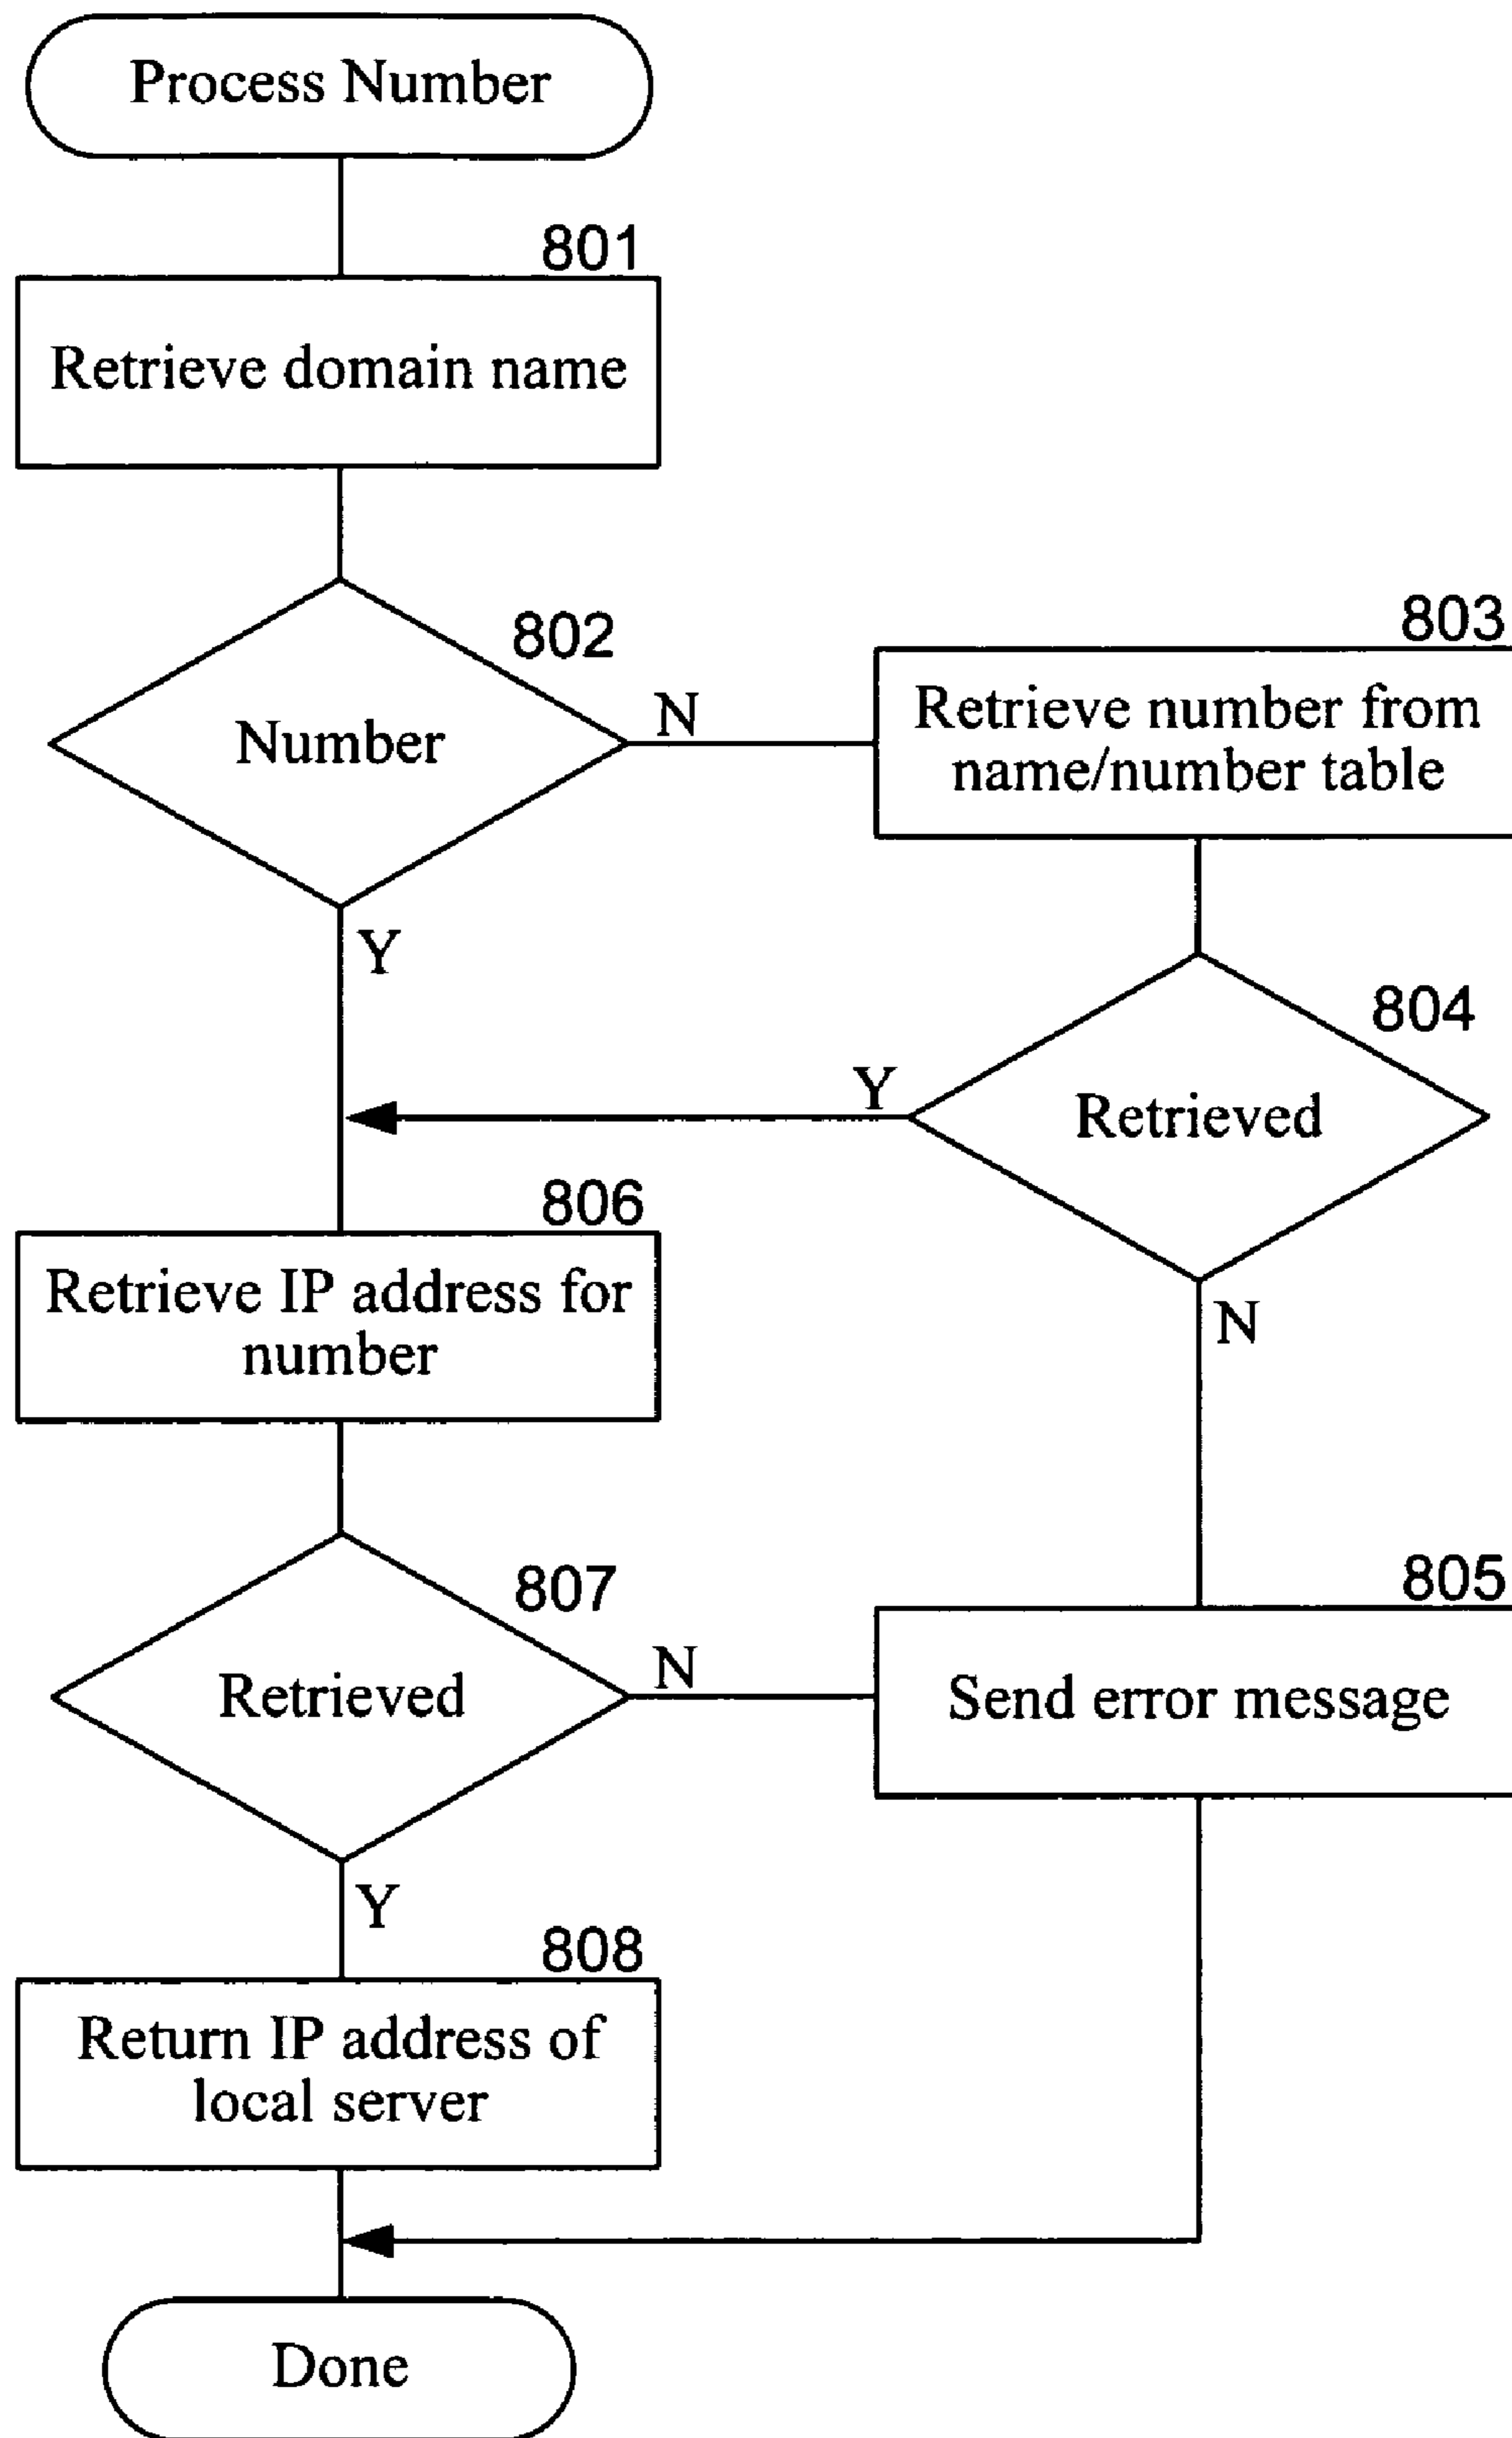 Process Number
801
Retrieve domain name
802
Number
N
Y
803
Retrieve number from
name/number table
804
Retrieved
Y
N
806
Retrieve IP address for
number
807
Retrieved
N
Y
805
Send error message
808
Return IP address of
local server
Done